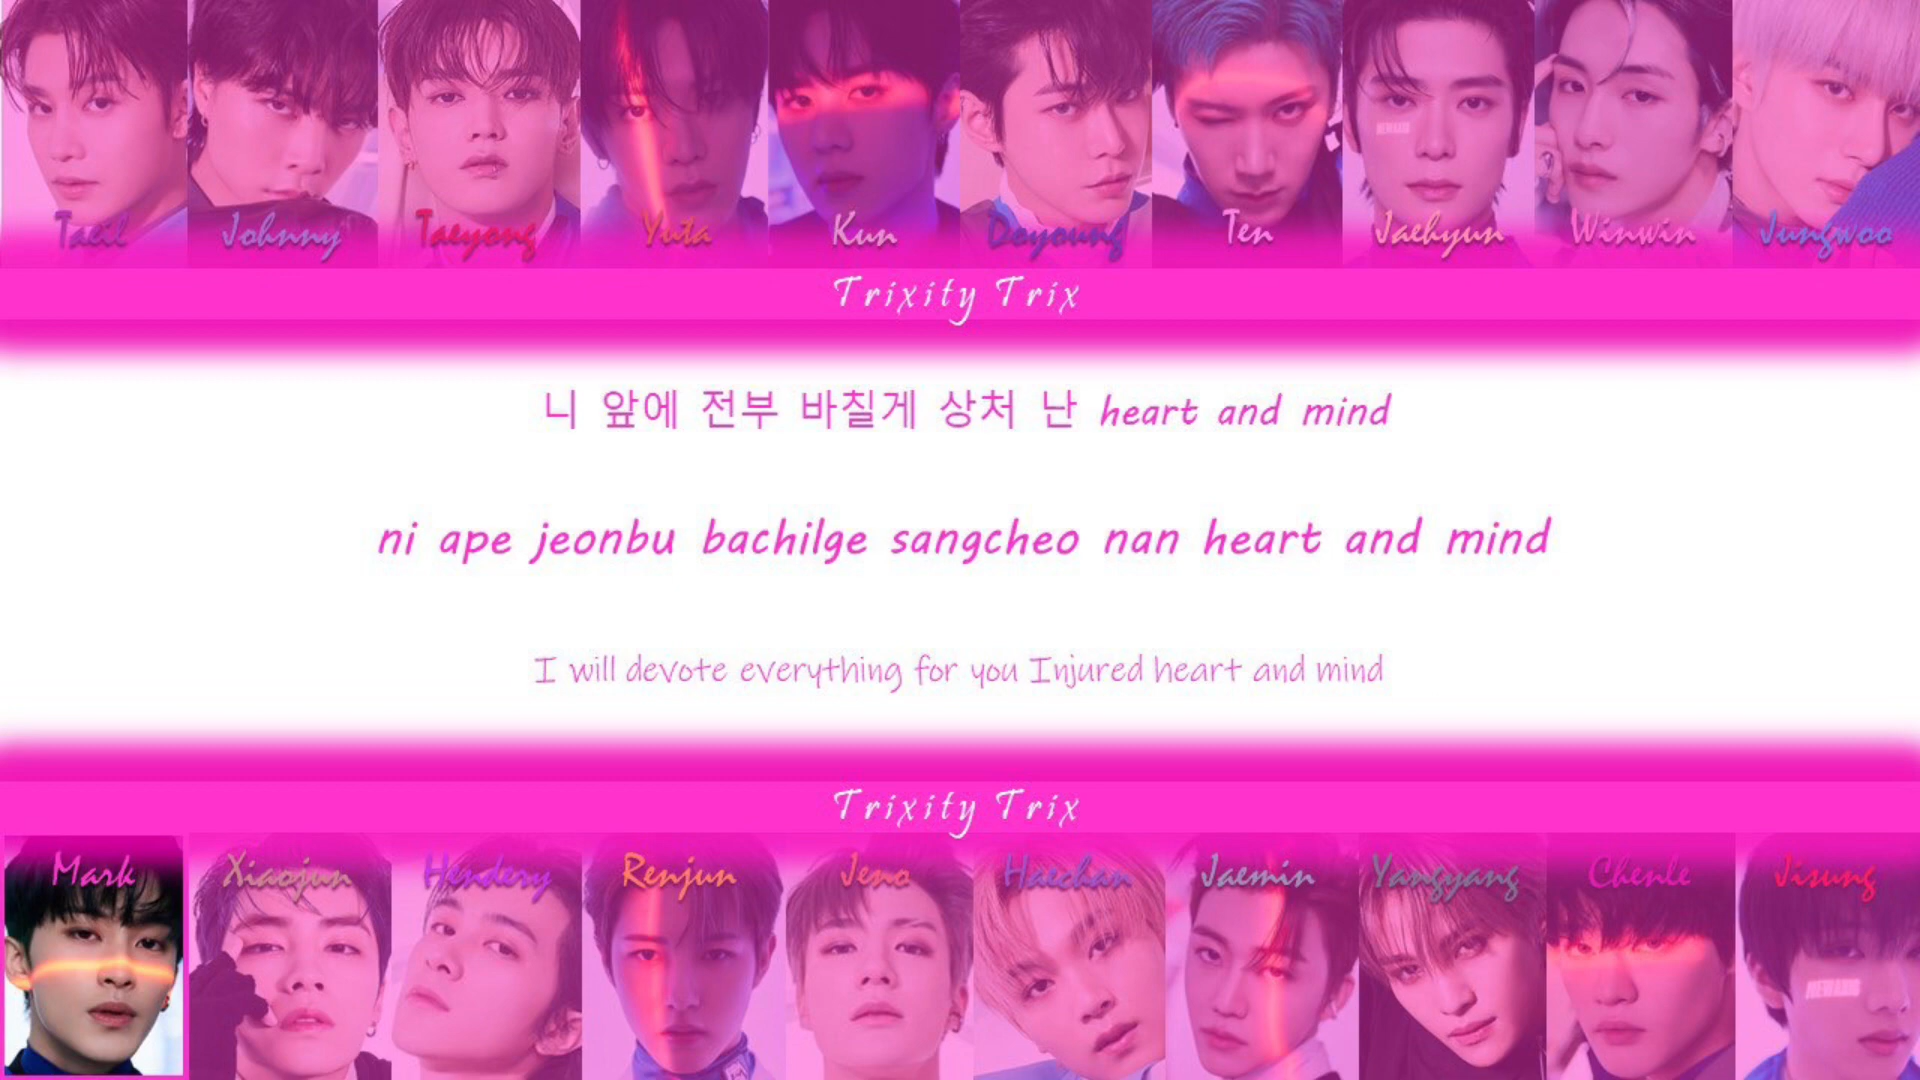 Taeil Johnny Taeyong Yuta Kun Doyoung Ten Jaehyun Winwin Jungwoo
Trixity Trix
니 앞에 전부 바칠게 상처 난 heart and mind
ni ape jeonbu bachilge sangcheo nan heart and mind
I will devote everything for you Injured heart and mind
Trixity Trix
Mark Xiaojun Hendery Renjun Jeno Haechan Jaemin Yangyang Chenle Jisung